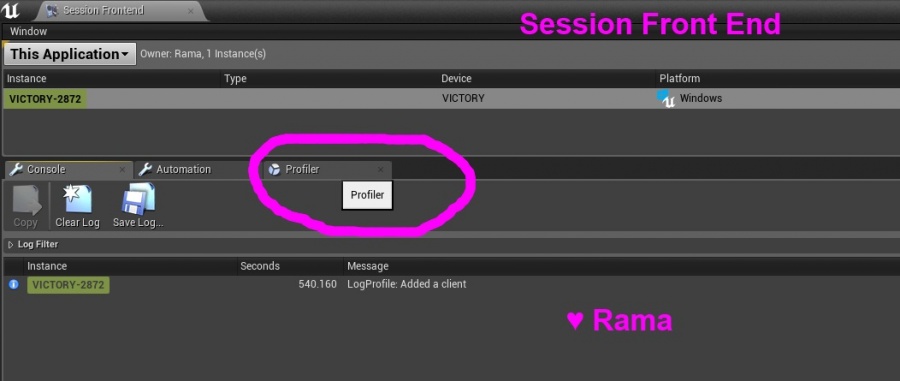 Session Frontend
Session Front End
Window
This Application Owner: Rama, 1 Instance(s)
Instance Type Device Platform
VICTORY-2872 VICTORY Windows
Console Automation Profiler
Profiler
Copy Clear Log Save Log...
Log Filter
Instance Seconds Message
VICTORY-2872 540.160 LogProfile: Added a client
♥ Rama